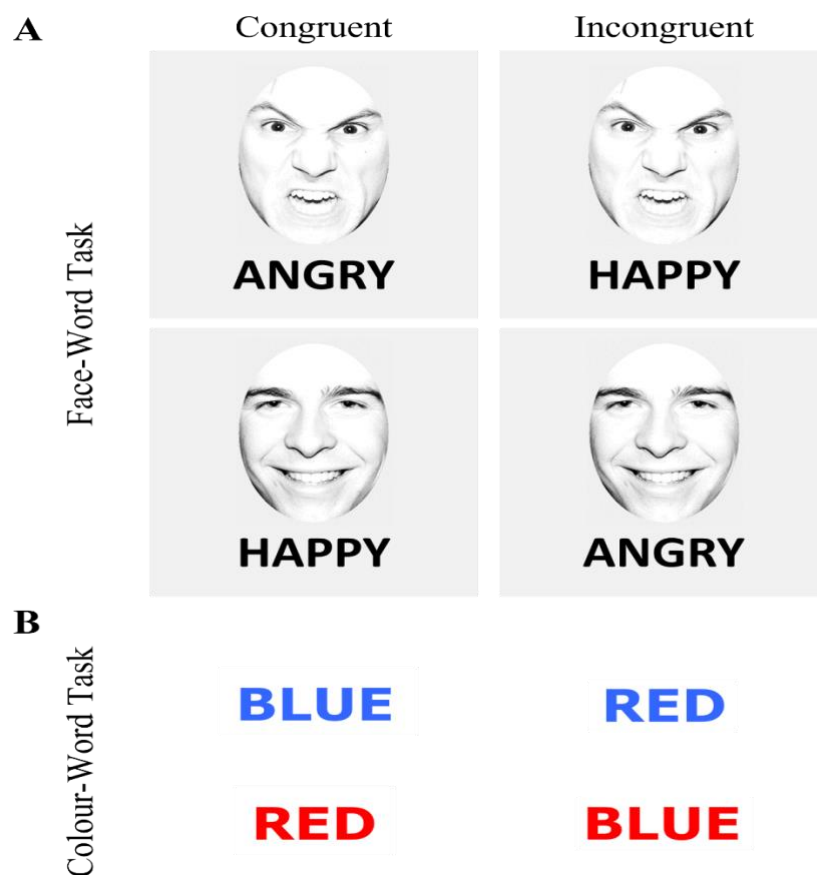 A
Congruent Incongruent
Face-Word Task
ANGRY HAPPY
HAPPY ANGRY
B
Colour-Word Task
BLUE RED
RED BLUE